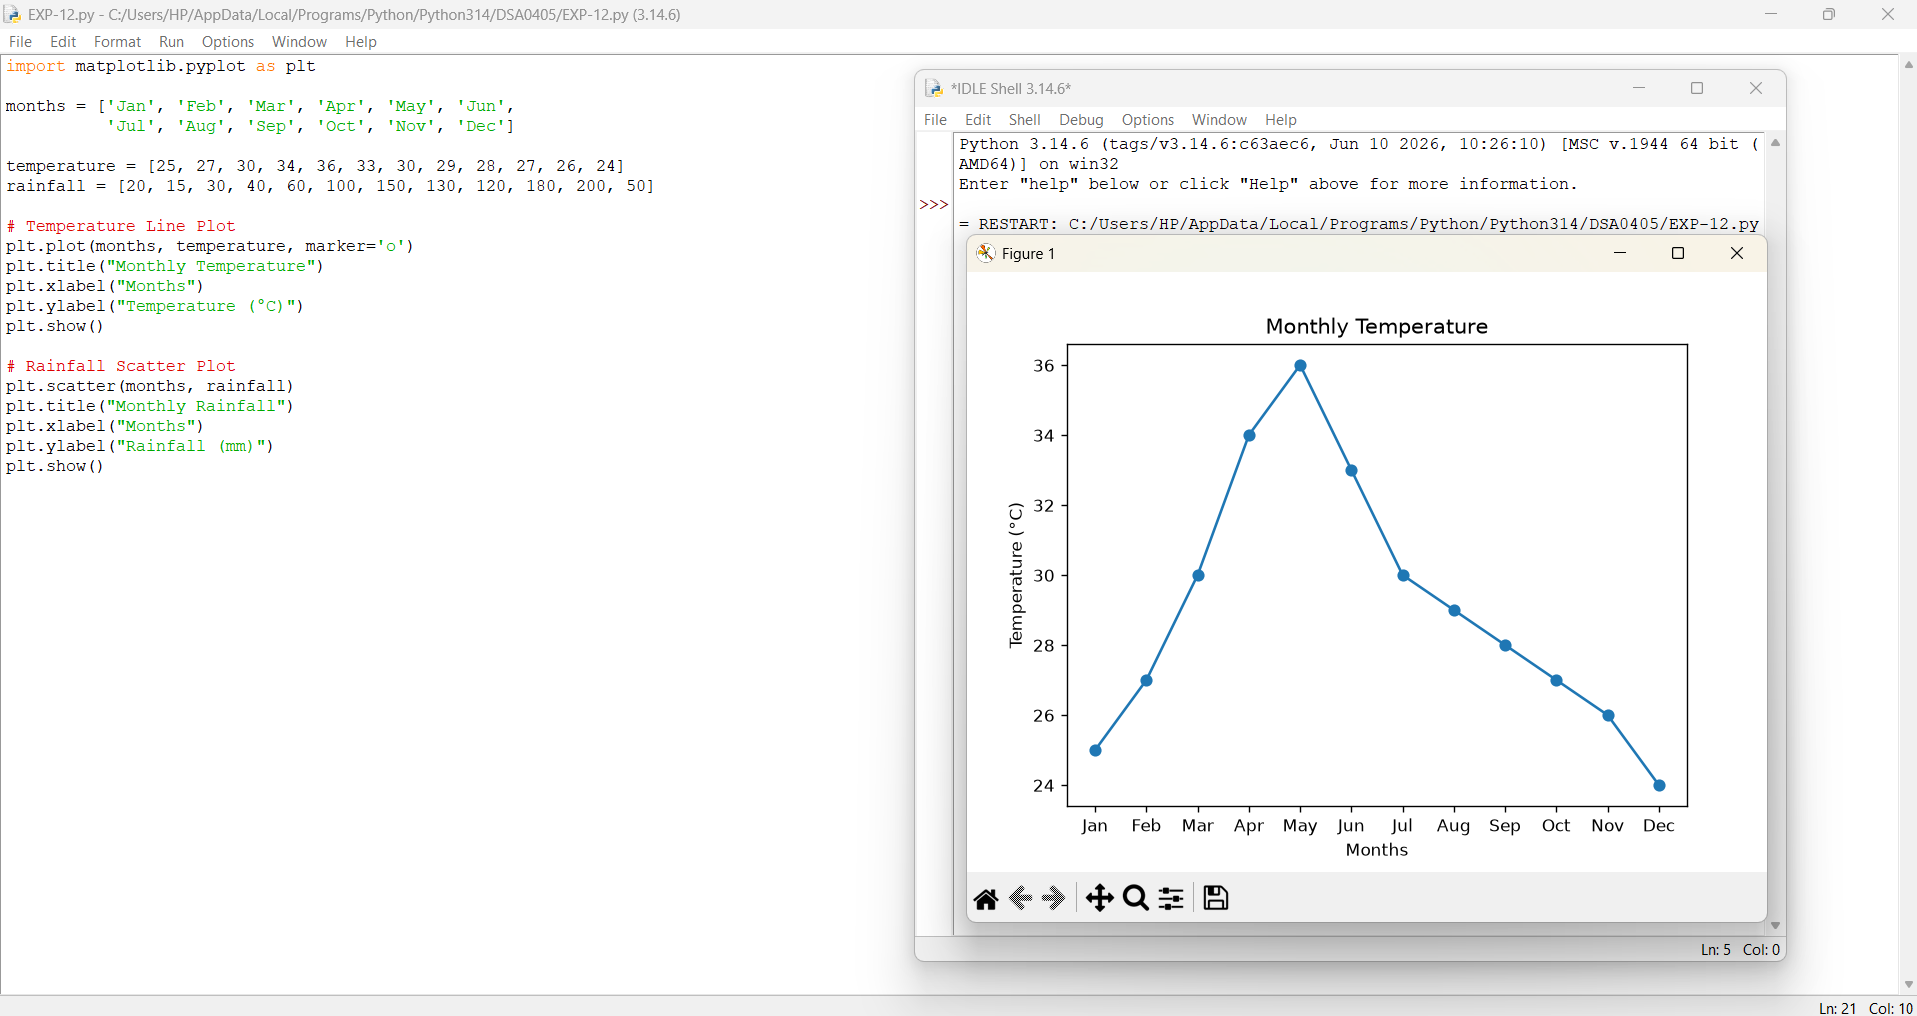 EXP-12.py - C:/Users/HP/AppData/Local/Programs/Python/Python314/DSA0405/EXP-12.py (3.14.6)
File Edit Format Run Options Window Help
import matplotlib.pyplot as plt
months = ['Jan', 'Feb', 'Mar', 'Apr', 'May', 'Jun',
          'Jul', 'Aug', 'Sep', 'Oct', 'Nov', 'Dec']
temperature = [25, 27, 30, 34, 36, 33, 30, 29, 28, 27, 26, 24]
rainfall = [20, 15, 30, 40, 60, 100, 150, 130, 120, 180, 200, 50]
# Temperature Line Plot
plt.plot(months, temperature, marker='o')
plt.title("Monthly Temperature")
plt.xlabel("Months")
plt.ylabel("Temperature (°C)")
plt.show()
# Rainfall Scatter Plot
plt.scatter(months, rainfall)
plt.title("Monthly Rainfall")
plt.xlabel("Months")
plt.ylabel("Rainfall (mm)")
plt.show()
*IDLE Shell 3.14.6*
File Edit Shell Debug Options Window Help
Python 3.14.6 (tags/v3.14.6:c63aec6, Jun 10 2026, 10:26:10) [MSC v.1944 64 bit (
AMD64)] on win32
Enter "help" below or click "Help" above for more information.
>>>
= RESTART: C:/Users/HP/AppData/Local/Programs/Python/Python314/DSA0405/EXP-12.py
Figure 1
Monthly Temperature
36
34
32
30
28
26
24
Temperature (°C)
Jan Feb Mar Apr May Jun Jul Aug Sep Oct Nov Dec
Months
Ln: 5 Col: 0
Ln: 21 Col: 10